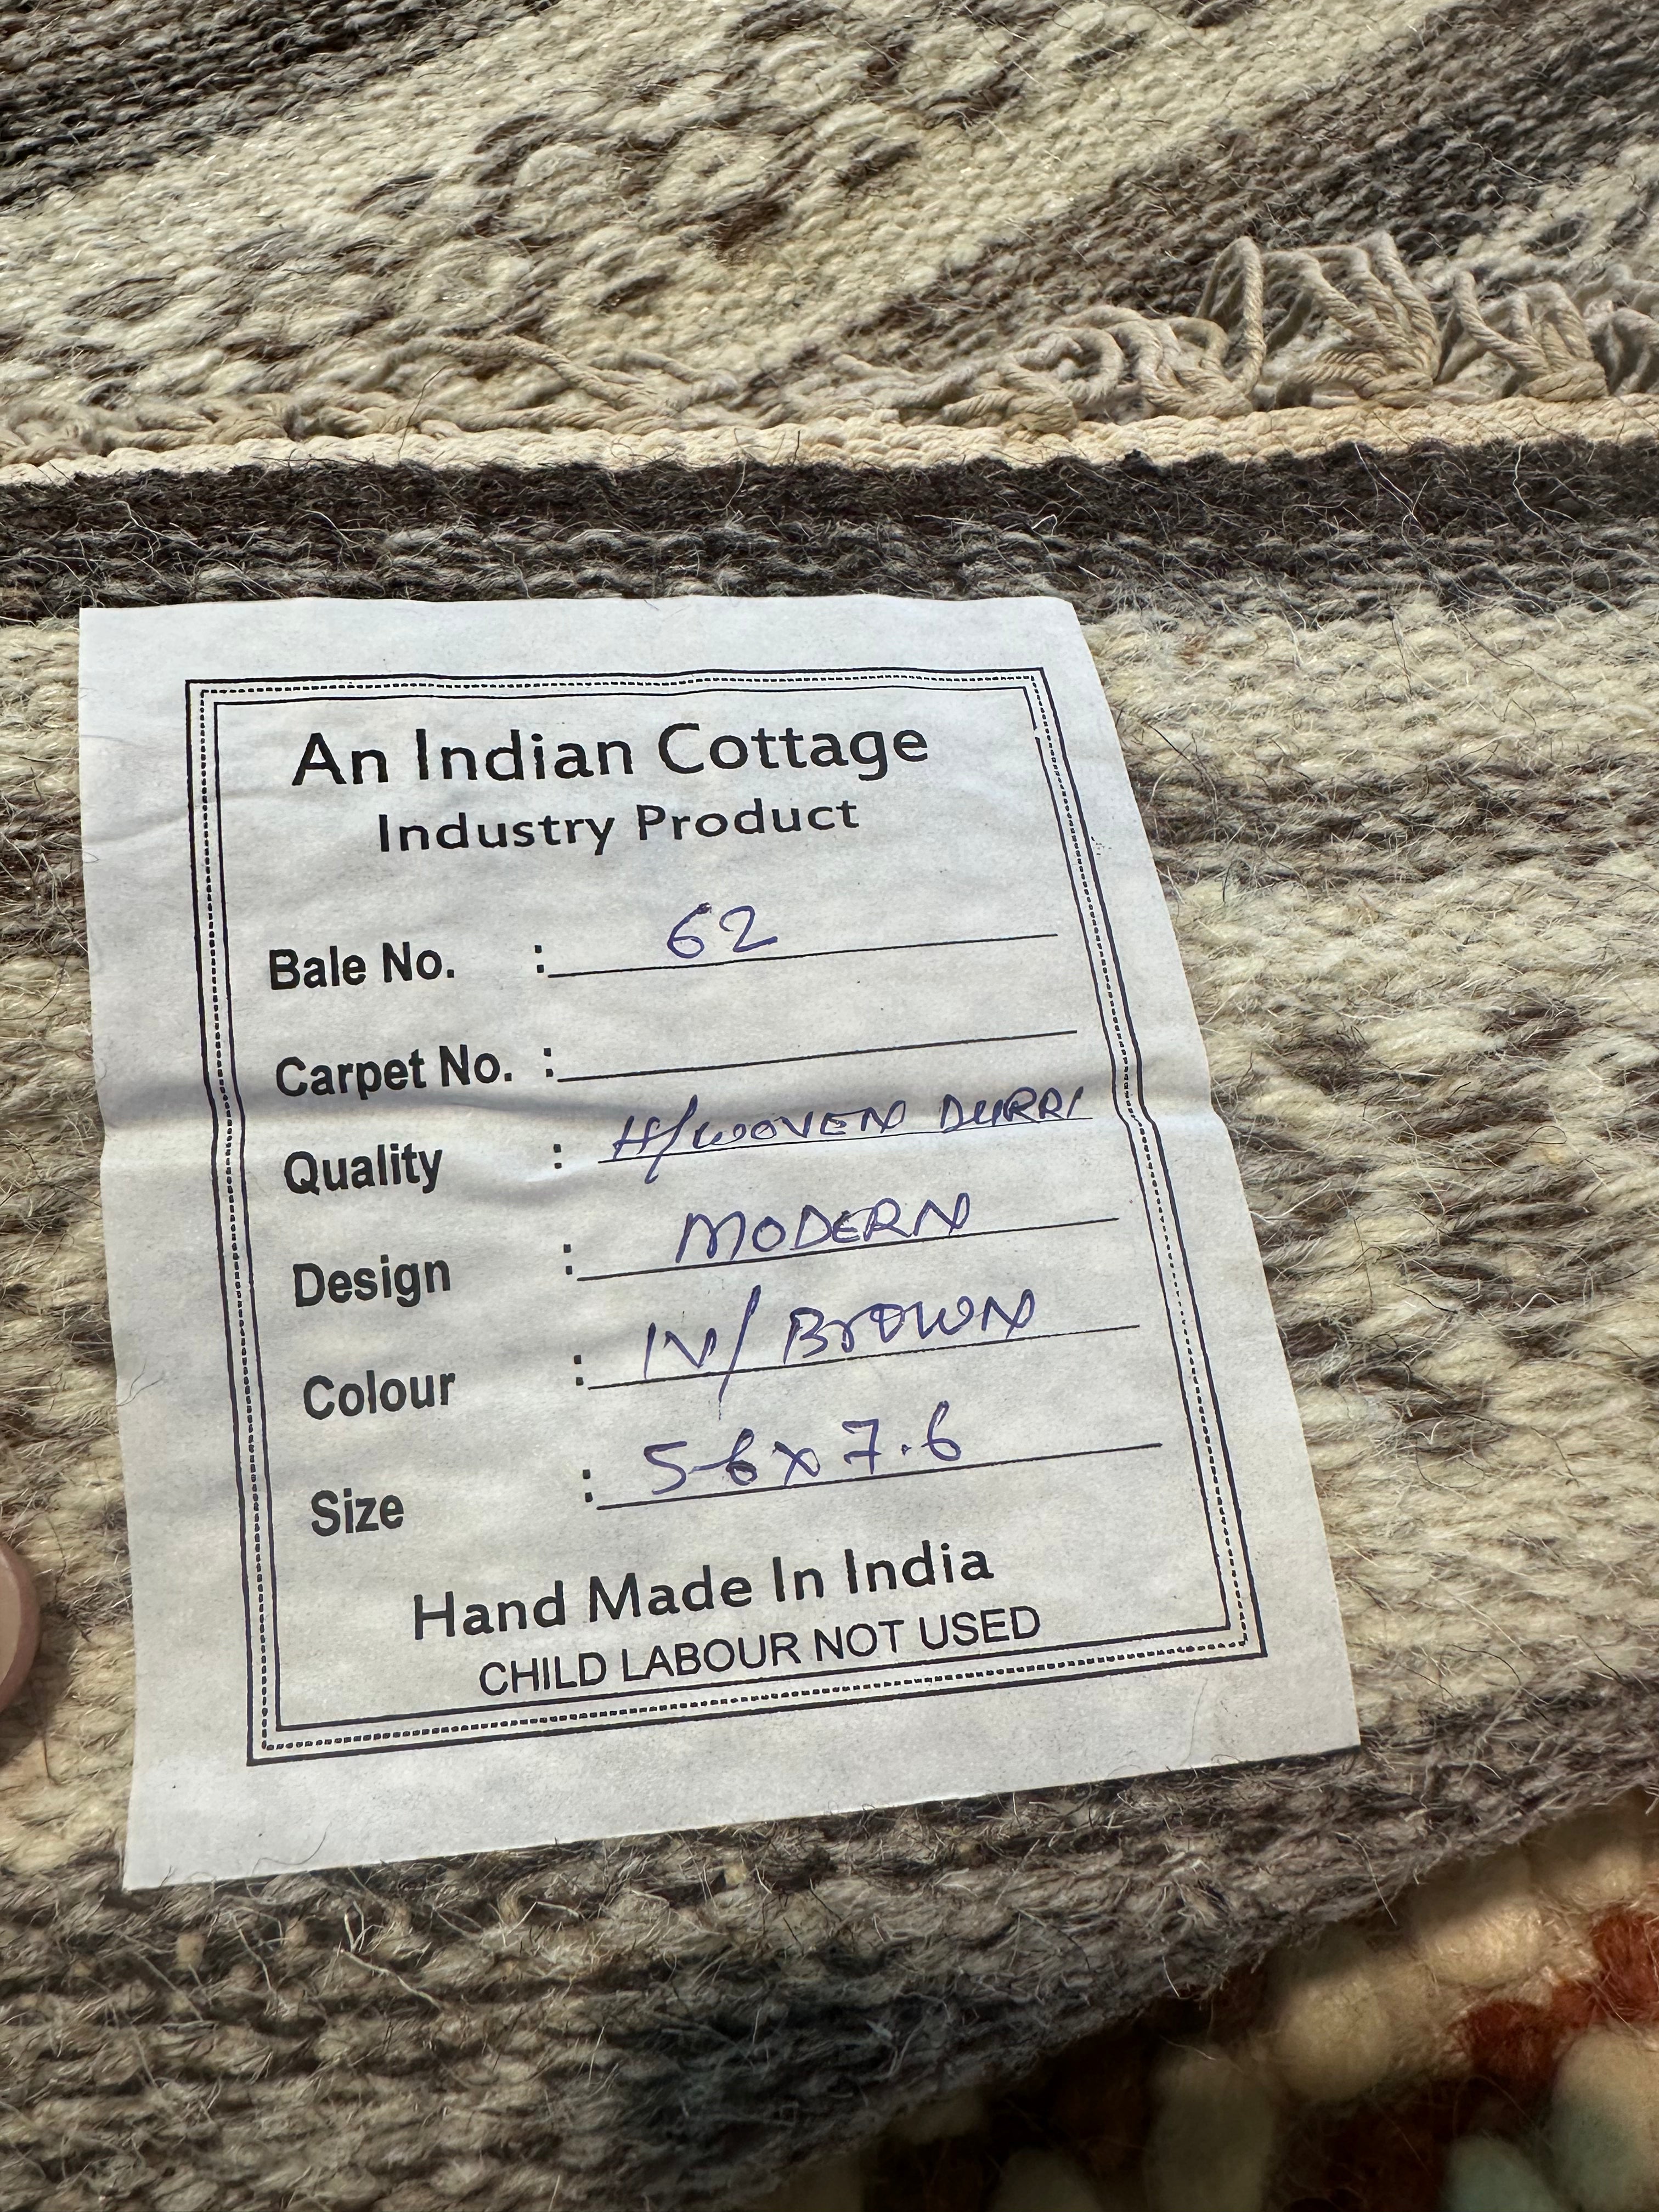 An Indian Cottage
Industry Product
Bale No. : 62
Carpet No. :
Quality : H/WOVEN DURRI
Design : MODERN
Colour : IV/BROWN
Size : 5-6x7.6
Hand Made In India
CHILD LABOUR NOT USED